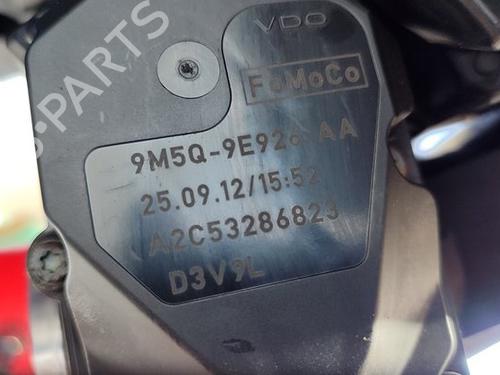 VDO
FoMoCo
9M5Q-9E926 AA
25.09.12/15:52
A2C53286823
D3V9L
B-PARTS